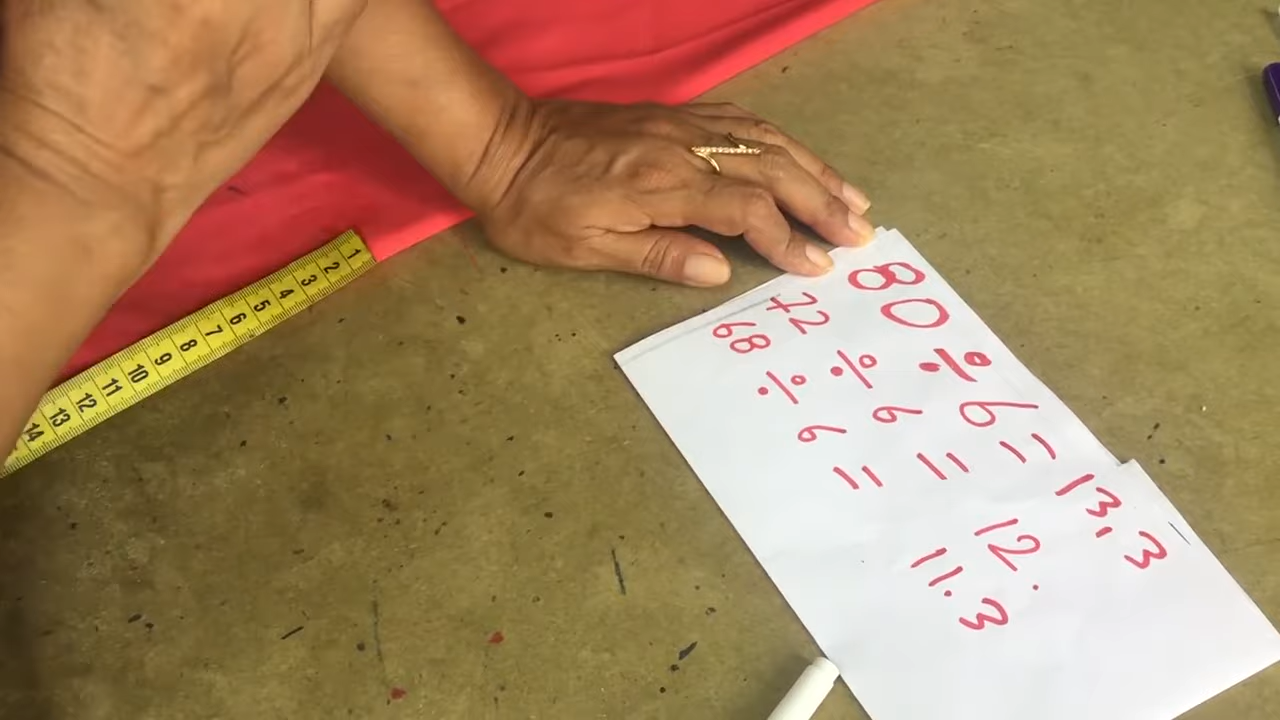 80 ÷ 6 = 13,3
72 ÷ 6 = 12.
68 ÷ 6 = 11.3
1 2 3 4 5 6 7 8 9 10 11 12 13 14